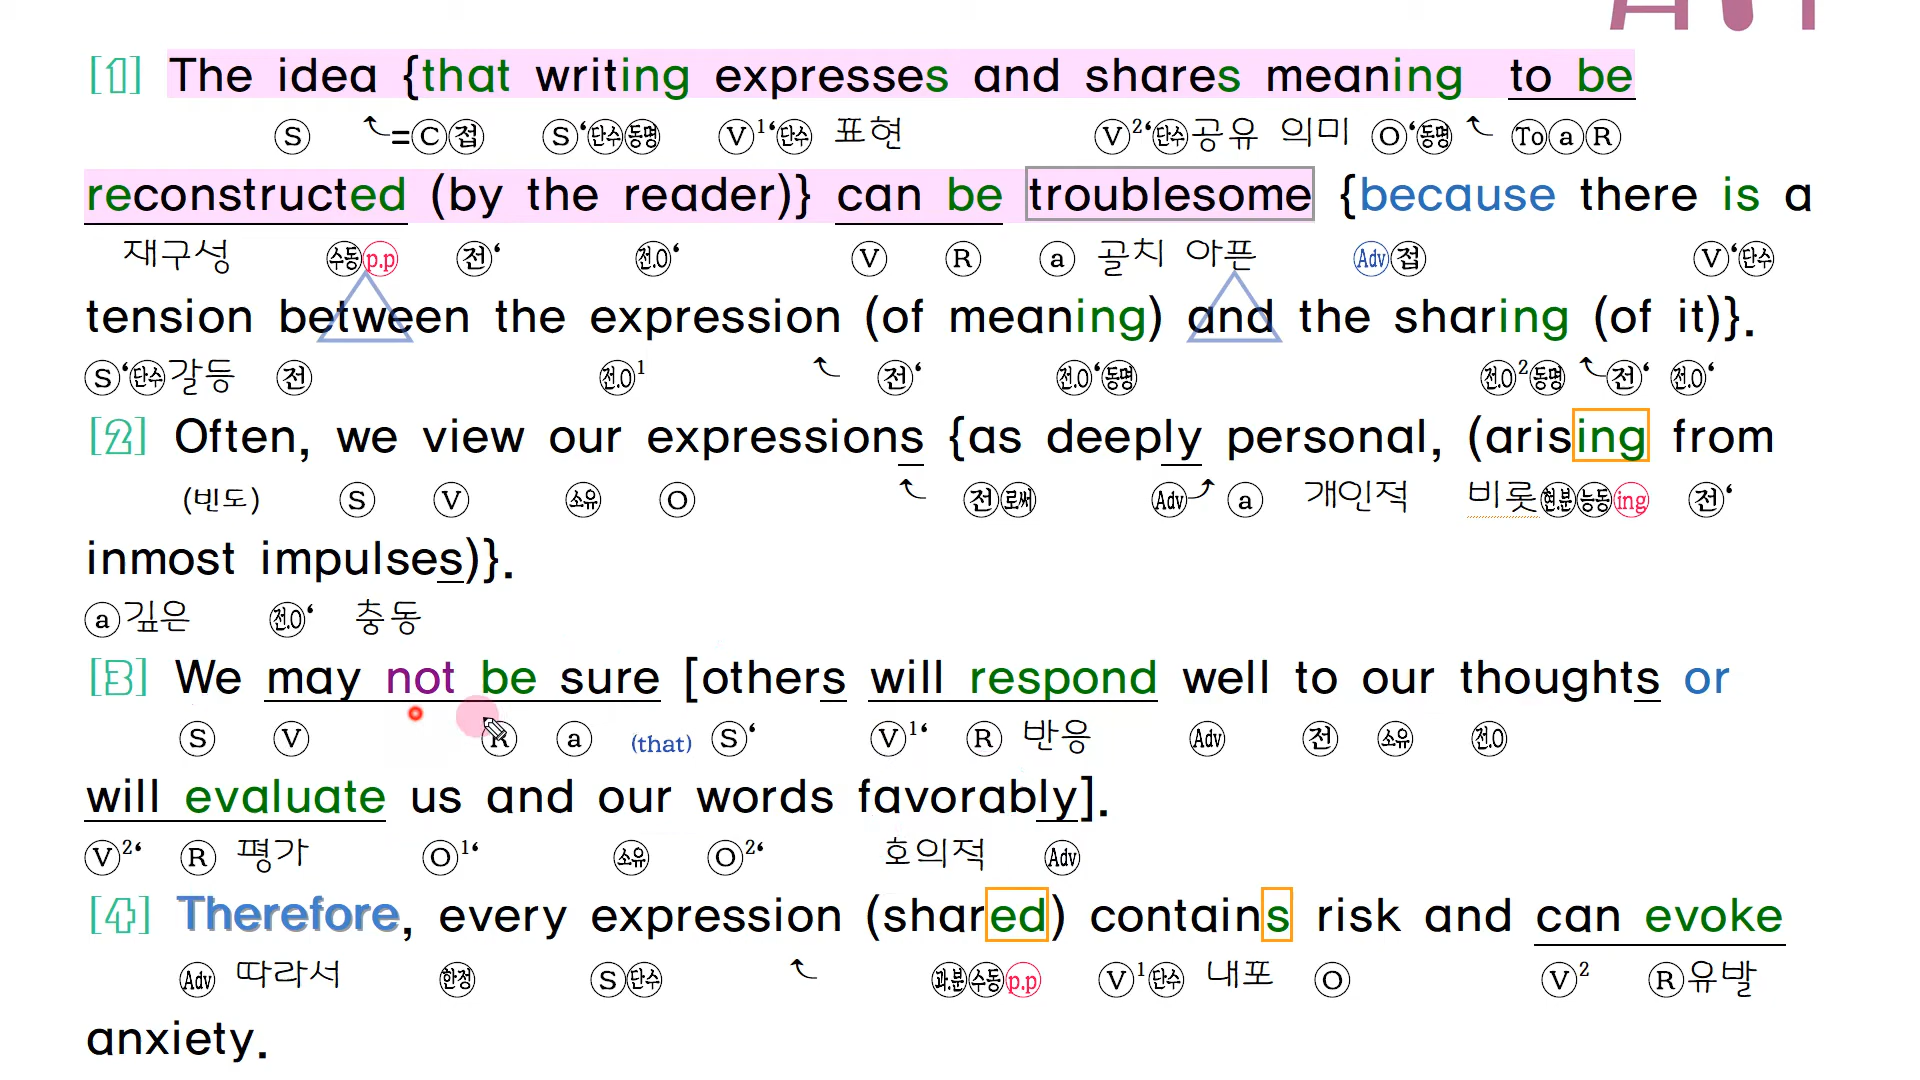 [1] The idea {that writing expresses and shares meaning to be
S =C접 S‘단수동명 V1‘단수 표현 V2‘단수공유 의미 O‘동명 To a R
reconstructed (by the reader)} can be troublesome {because there is a
재구성 수동p.p 전‘ 전.O‘ V R a 골치 아픈 Adv접 V‘단수
tension between the expression (of meaning) and the sharing (of it)}.
S‘단수갈등 전 전.O1 전‘ 전.O‘동명 전.O2동명 전‘ 전.O‘
[2] Often, we view our expressions {as deeply personal, (arising from
(빈도) S V 소유 O 전로써 Adv a 개인적 비롯현.분능동ing 전‘
inmost impulses)}.
a깊은 전.O‘ 충동
[3] We may not be sure [others will respond well to our thoughts or
S V R a (that) S‘ V1‘ R 반응 Adv 전 소유 전.O
will evaluate us and our words favorably].
V2‘ R 평가 O1‘ 소유 O2‘ 호의적 Adv
[4] Therefore, every expression (shared) contains risk and can evoke
Adv 따라서 한정 S단수 과.분수동p.p V1단수 내포 O V2 R유발
anxiety.